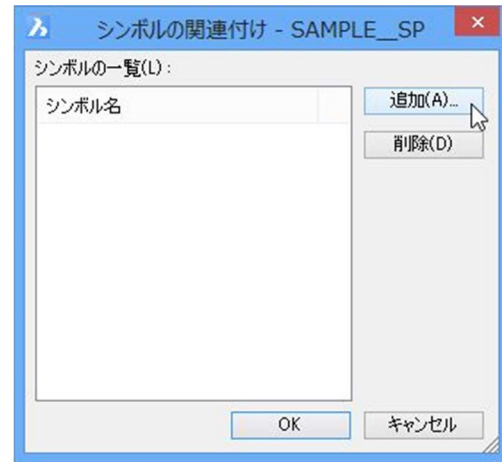 シンボルの関連付け - SAMPLE__SP
シンボルの一覧(L)：
シンボル名
追加(A)...
削除(D)
OK
キャンセル